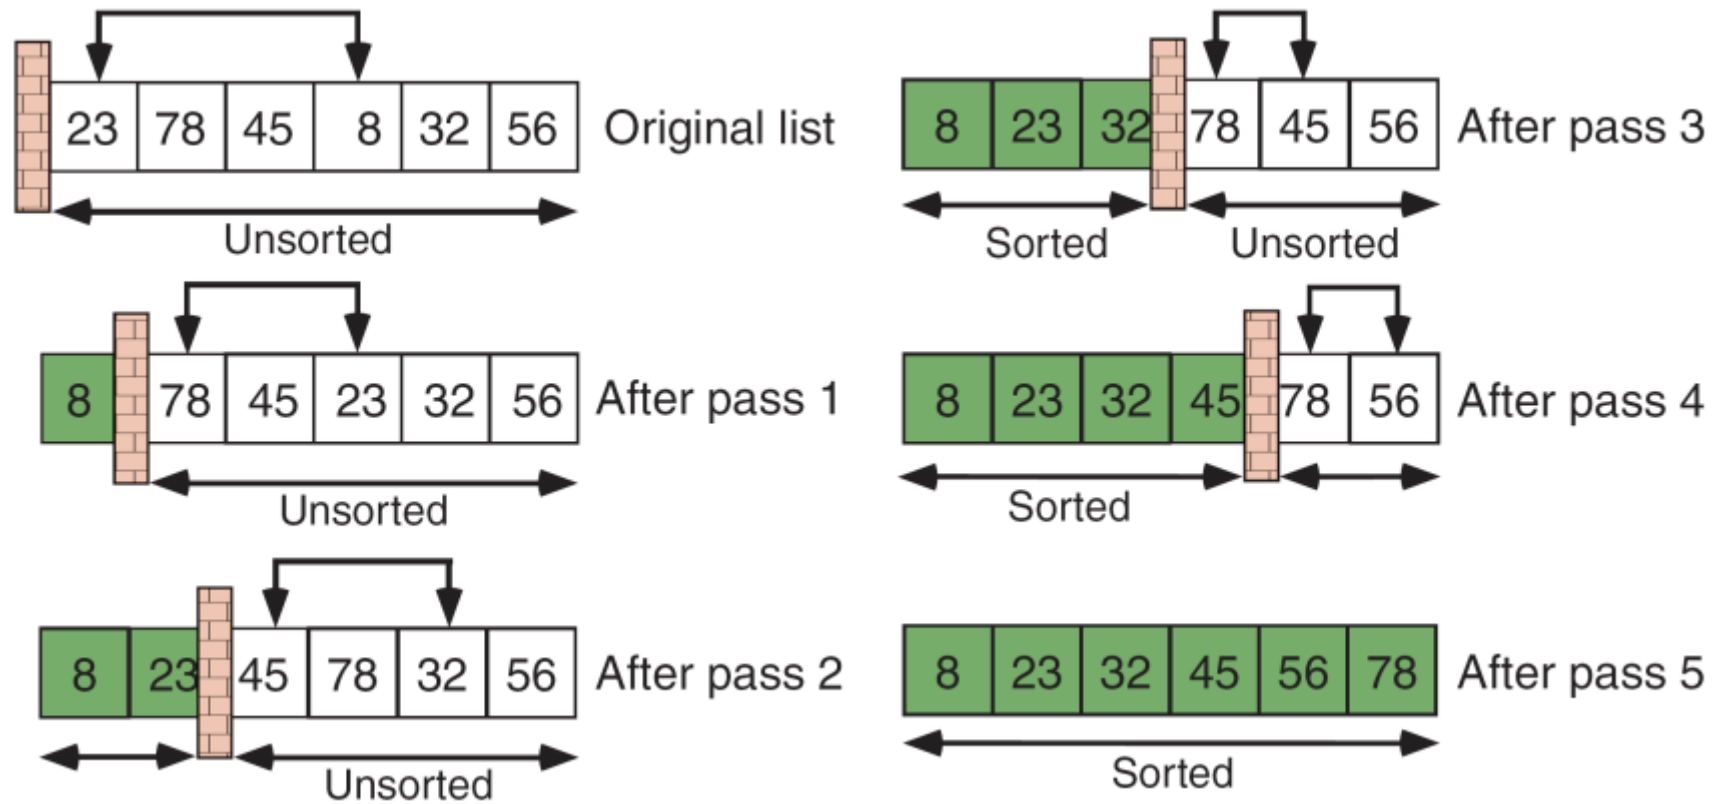 23 78 45 8 32 56 Original list
Unsorted
8 78 45 23 32 56 After pass 1
Unsorted
8 23 45 78 32 56 After pass 2
Unsorted
8 23 32 78 45 56 After pass 3
Sorted Unsorted
8 23 32 45 78 56 After pass 4
Sorted
8 23 32 45 56 78 After pass 5
Sorted